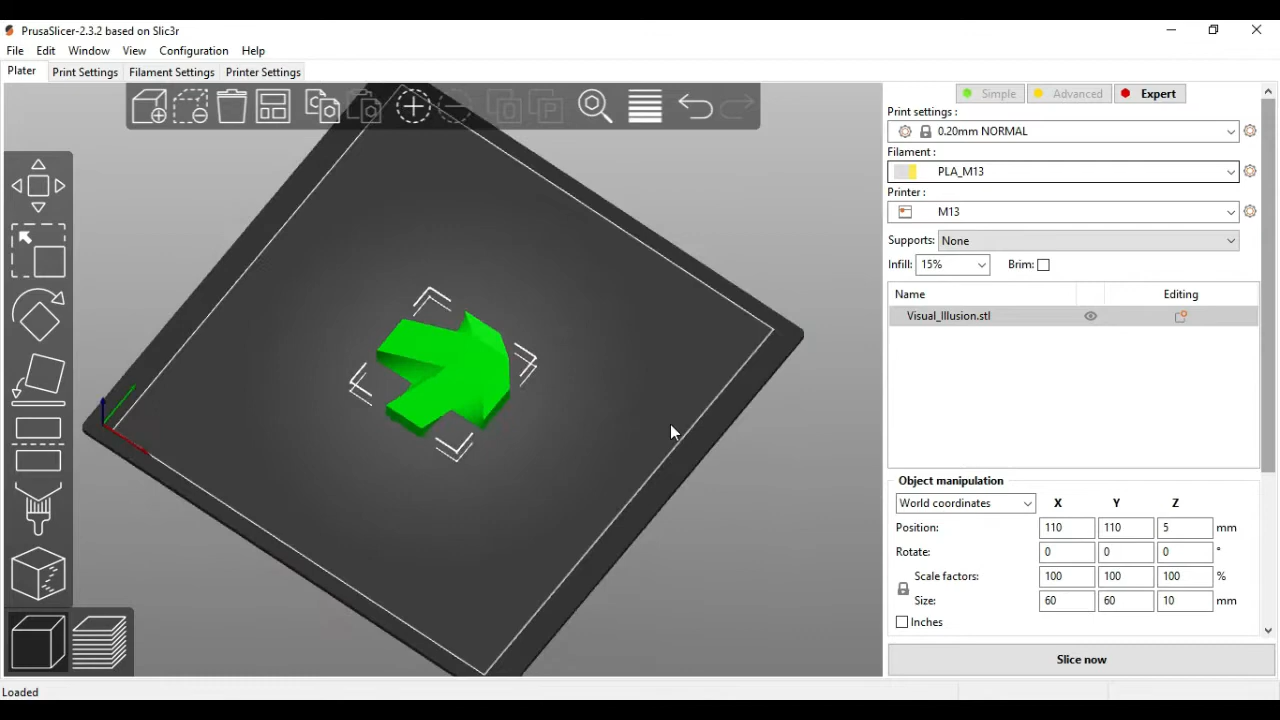 PrusaSlicer-2.3.2 based on Slic3r
File Edit Window View Configuration Help
Plater Print Settings Filament Settings Printer Settings
Simple Advanced Expert
Print settings :
0.20mm NORMAL
Filament :
PLA_M13
Printer :
M13
Supports: None
Infill: 15% Brim:
Name Editing
Visual_Illusion.stl
Object manipulation
World coordinates X Y Z
Position: 110 110 5 mm
Rotate: 0 0 0 °
Scale factors: 100 100 100 %
Size: 60 60 10 mm
Inches
Slice now
Loaded